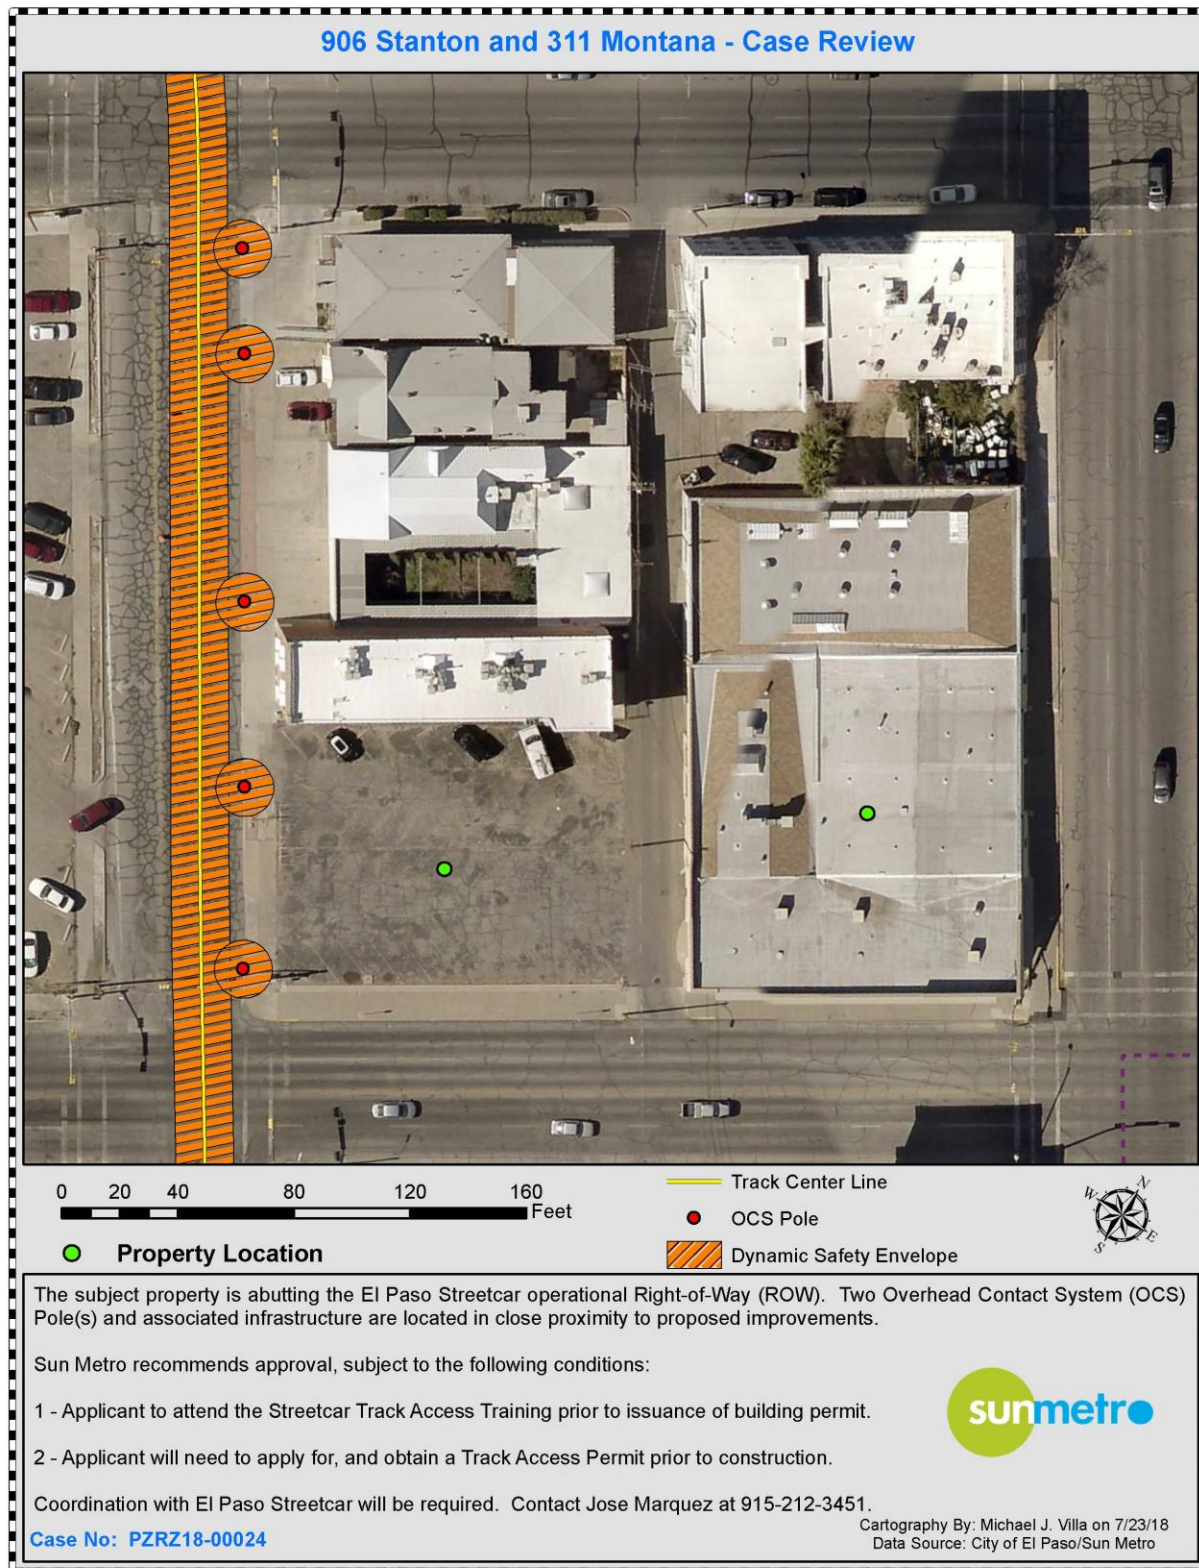 906 Stanton and 311 Montana - Case Review
0 20 40 80 120 160
Feet
Property Location
Track Center Line
OCS Pole
Dynamic Safety Envelope
N
W
E
S
The subject property is abutting the El Paso Streetcar operational Right-of-Way (ROW). Two Overhead Contact System (OCS)
Pole(s) and associated infrastructure are located in close proximity to proposed improvements.
Sun Metro recommends approval, subject to the following conditions:
1 - Applicant to attend the Streetcar Track Access Training prior to issuance of building permit.
2 - Applicant will need to apply for, and obtain a Track Access Permit prior to construction.
Coordination with El Paso Streetcar will be required. Contact Jose Marquez at 915-212-3451.
sunmetro
Case No: PZRZ18-00024
Cartography By: Michael J. Villa on 7/23/18
Data Source: City of El Paso/Sun Metro